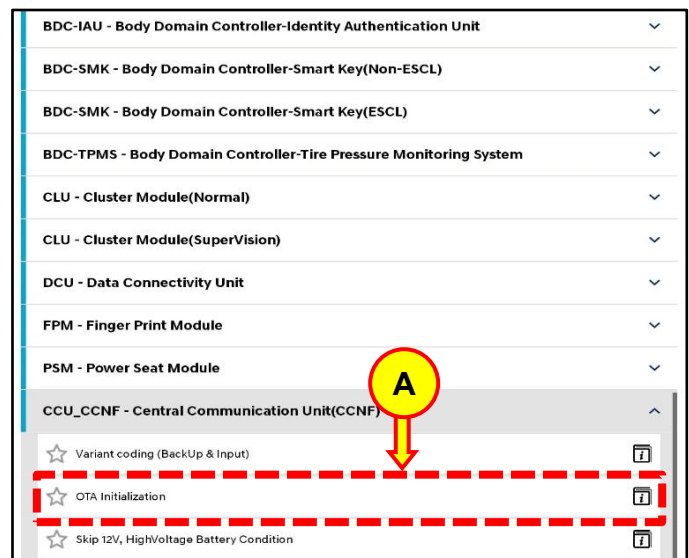 BDC-IAU - Body Domain Controller-Identity Authentication Unit
BDC-SMK - Body Domain Controller-Smart Key(Non-ESCL)
BDC-SMK - Body Domain Controller-Smart Key(ESCL)
BDC-TPMS - Body Domain Controller-Tire Pressure Monitoring System
CLU - Cluster Module(Normal)
CLU - Cluster Module(SuperVision)
DCU - Data Connectivity Unit
FPM - Finger Print Module
PSM - Power Seat Module
A
CCU_CCNF - Central Communication Unit(CCNF)
Variant coding (BackUp & Input)
i
OTA Initialization
i
Skip 12V, HighVoltage Battery Condition
i